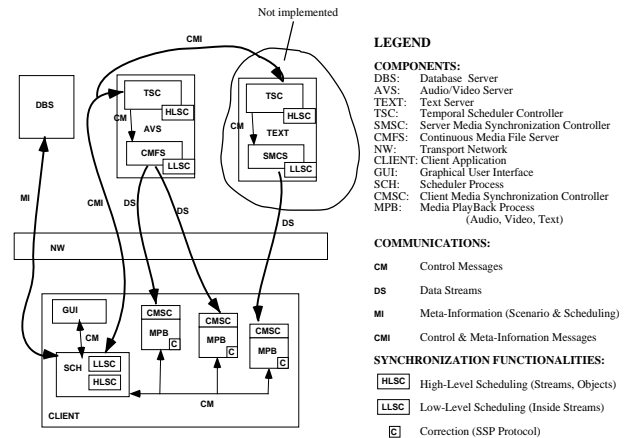 Not implemented
CMI
DBS
TSC
HLSC
CM
AVS
CMFS
LLSC
TSC
HLSC
CM
TEXT
SMCS
LLSC
MI
CMI
DS
DS
DS
NW
GUI
CM
SCH
LLSC
HLSC
CMSC
MPB
C
CMSC
MPB
C
CMSC
MPB
C
CM
CLIENT
LEGEND
COMPONENTS:
DBS: Database Server
AVS: Audio/Video Server
TEXT: Text Server
TSC: Temporal Scheduler Controller
SMSC: Server Media Synchronization Controller
CMFS: Continuous Media File Server
NW: Transport Network
CLIENT: Client Application
GUI: Graphical User Interface
SCH: Scheduler Process
CMSC: Client Media Synchronization Controller
MPB: Media PlayBack Process
(Audio, Video, Text)
COMMUNICATIONS:
CM Control Messages
DS Data Streams
MI Meta-Information (Scenario & Scheduling)
CMI Control & Meta-Infornation Messages
SYNCHRONIZATION FUNCTIONALITIES:
HLSC High-Level Scheduling (Streams, Objects)
LLSC Low-Level Scheduling (Inside Streams)
C Correction (SSP Protocol)